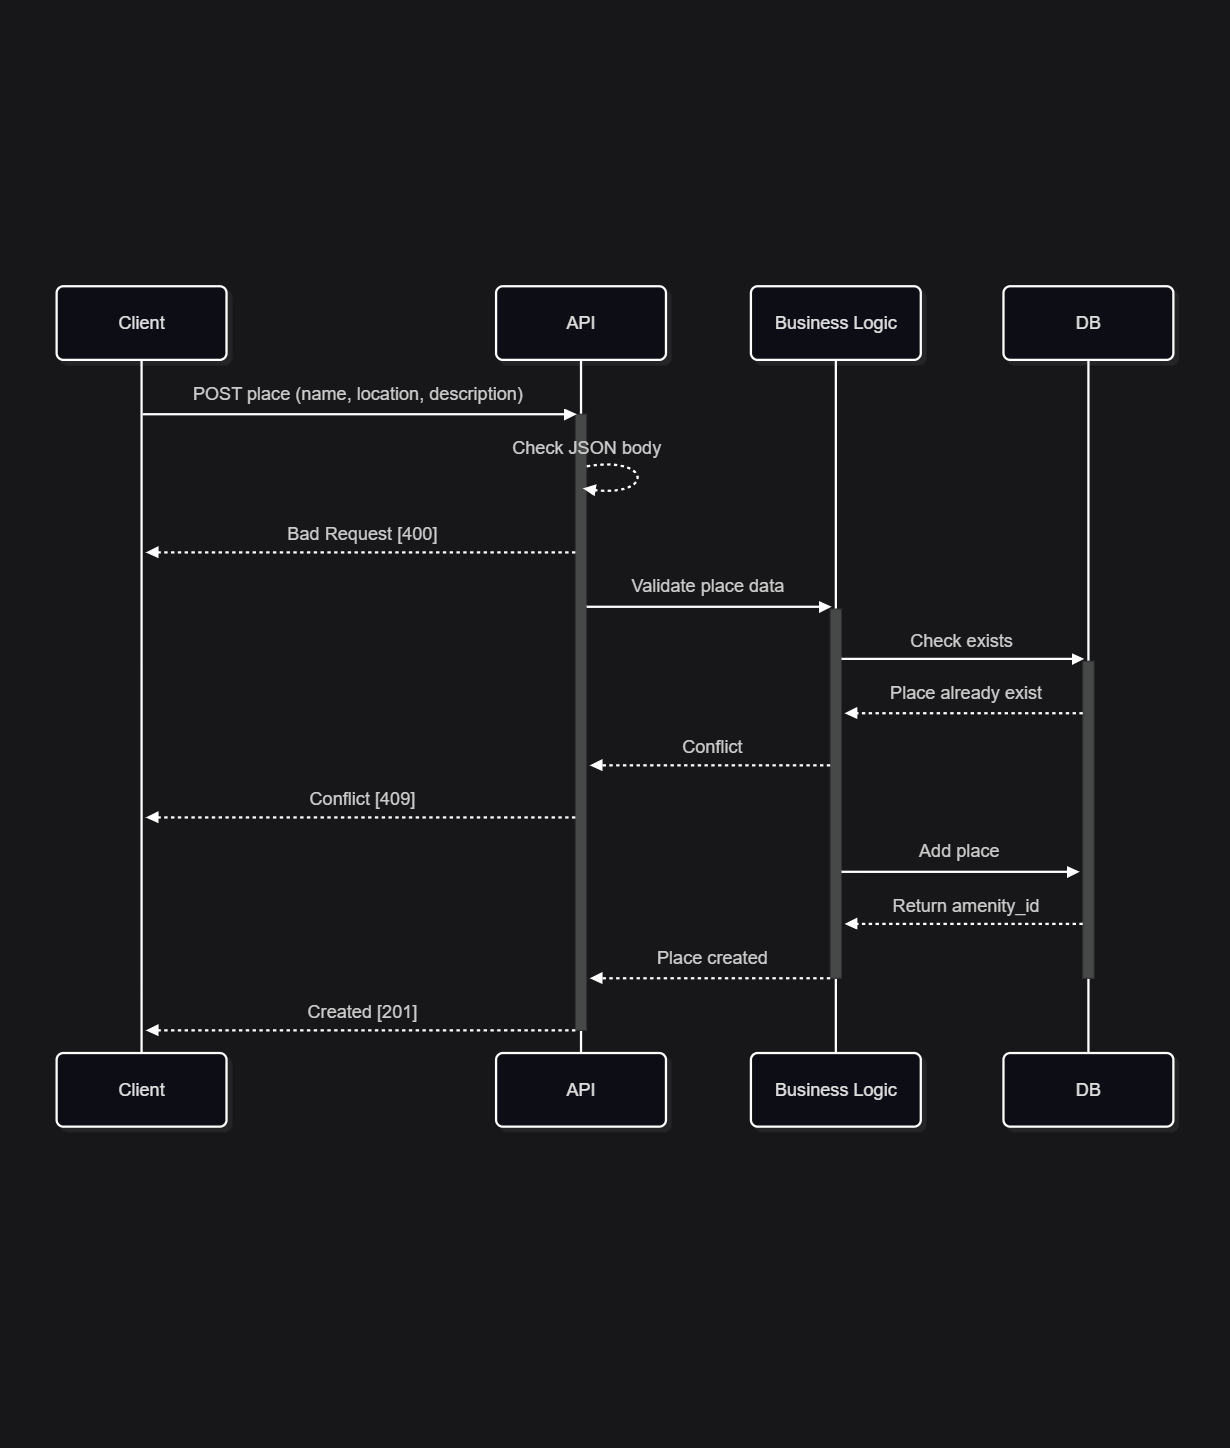 Client
API
Business Logic
DB
POST place (name, location, description)
Check JSON body
Bad Request [400]
Validate place data
Check exists
Place already exist
Conflict
Conflict [409]
Add place
Return amenity_id
Place created
Created [201]
Client
API
Business Logic
DB